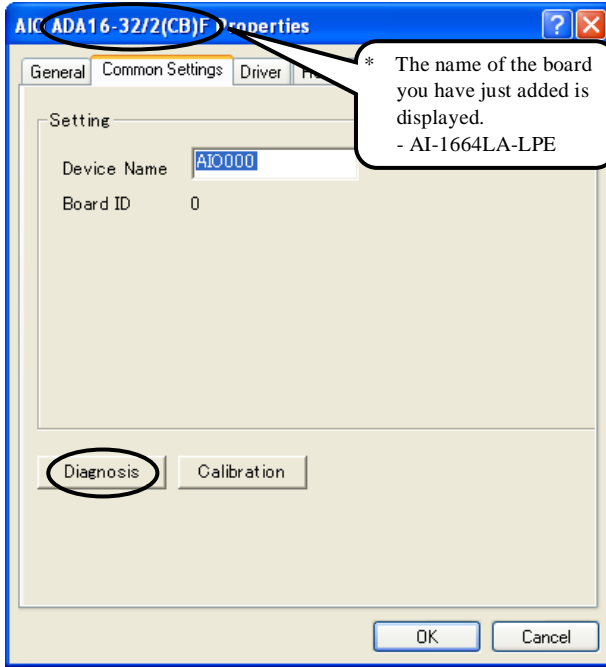 AIO ADA16-32/2(CB)F Properties
General Common Settings Driver
* The name of the board
you have just added is
displayed.
- AI-1664LA-LPE
Setting
Device Name AIO000
Board ID 0
Diagnosis Calibration
OK Cancel